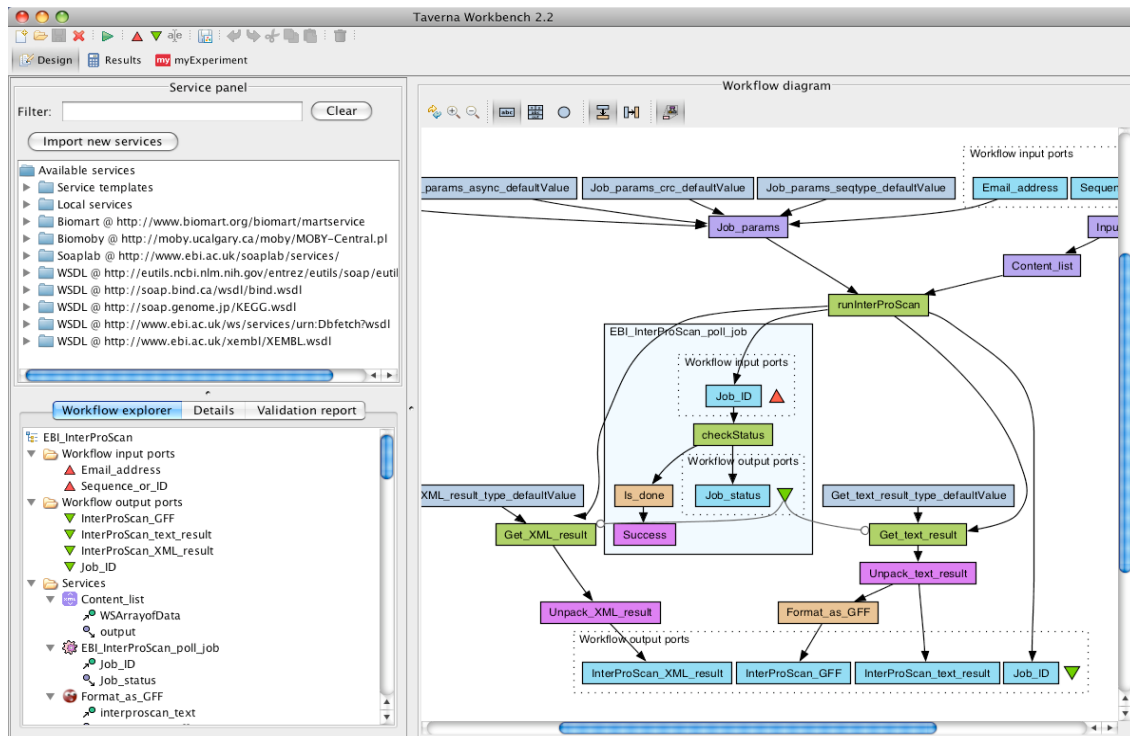 Taverna Workbench 2.2
Design Results my myExperiment
Service panel
Filter: Clear
Import new services
Available services
Service templates
Local services
Biomart @ http://www.biomart.org/biomart/martservice
Biomoby @ http://moby.ucalgary.ca/moby/MOBY-Central.pl
Soaplab @ http://www.ebi.ac.uk/soaplab/services/
WSDL @ http://eutils.ncbi.nlm.nih.gov/entrez/eutils/soap/eutil
WSDL @ http://soap.bind.ca/wsdl/bind.wsdl
WSDL @ http://soap.genome.jp/KEGG.wsdl
WSDL @ http://www.ebi.ac.uk/ws/services/urn:Dbfetch?wsdl
WSDL @ http://www.ebi.ac.uk/xembl/XEMBL.wsdl
Workflow explorer Details Validation report
EBI_InterProScan
Workflow input ports
Email_address
Sequence_or_ID
Workflow output ports
InterProScan_GFF
InterProScan_text_result
InterProScan_XML_result
Job_ID
Services
Content_list
WSArrayofData
output
EBI_InterProScan_poll_job
Job_ID
Job_status
Format_as_GFF
interproscan_text
Workflow diagram
abc
Workflow input ports
_params_async_defaultValue Job_params_crc_defaultValue Job_params_seqtype_defaultValue Email_address Sequen
Job_params Inpu
Content_list
runInterProScan
EBI_InterProScan_poll_job
Workflow input ports
Job_ID
checkStatus
Workflow output ports
XML_result_type_defaultValue Is_done Job_status Get_text_result_type_defaultValue
Get_XML_result Success Get_text_result
Unpack_text_result
Unpack_XML_result Format_as_GFF
Workflow output ports
InterProScan_XML_result InterProScan_GFF InterProScan_text_result Job_ID